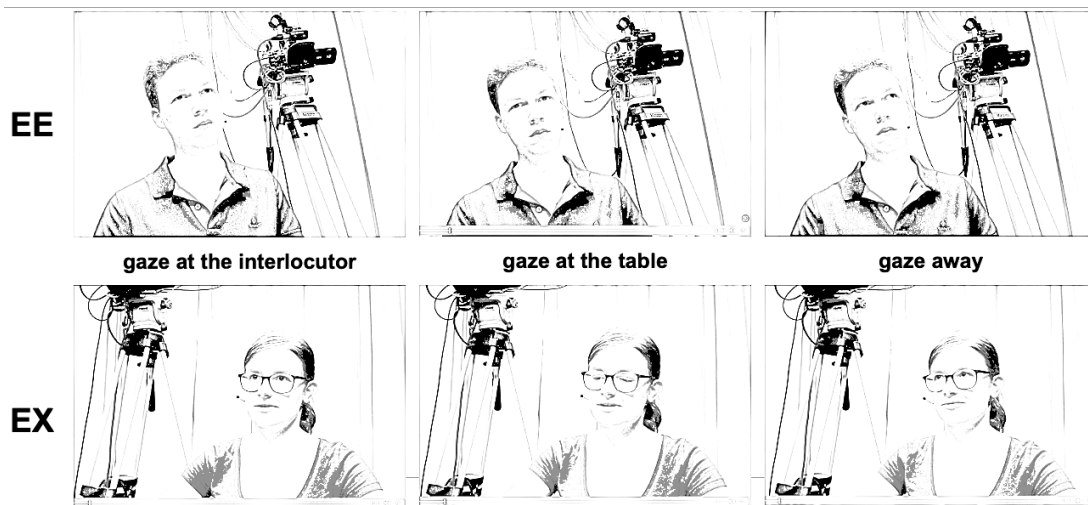 EE
gaze at the interlocutor
gaze at the table
gaze away
EX